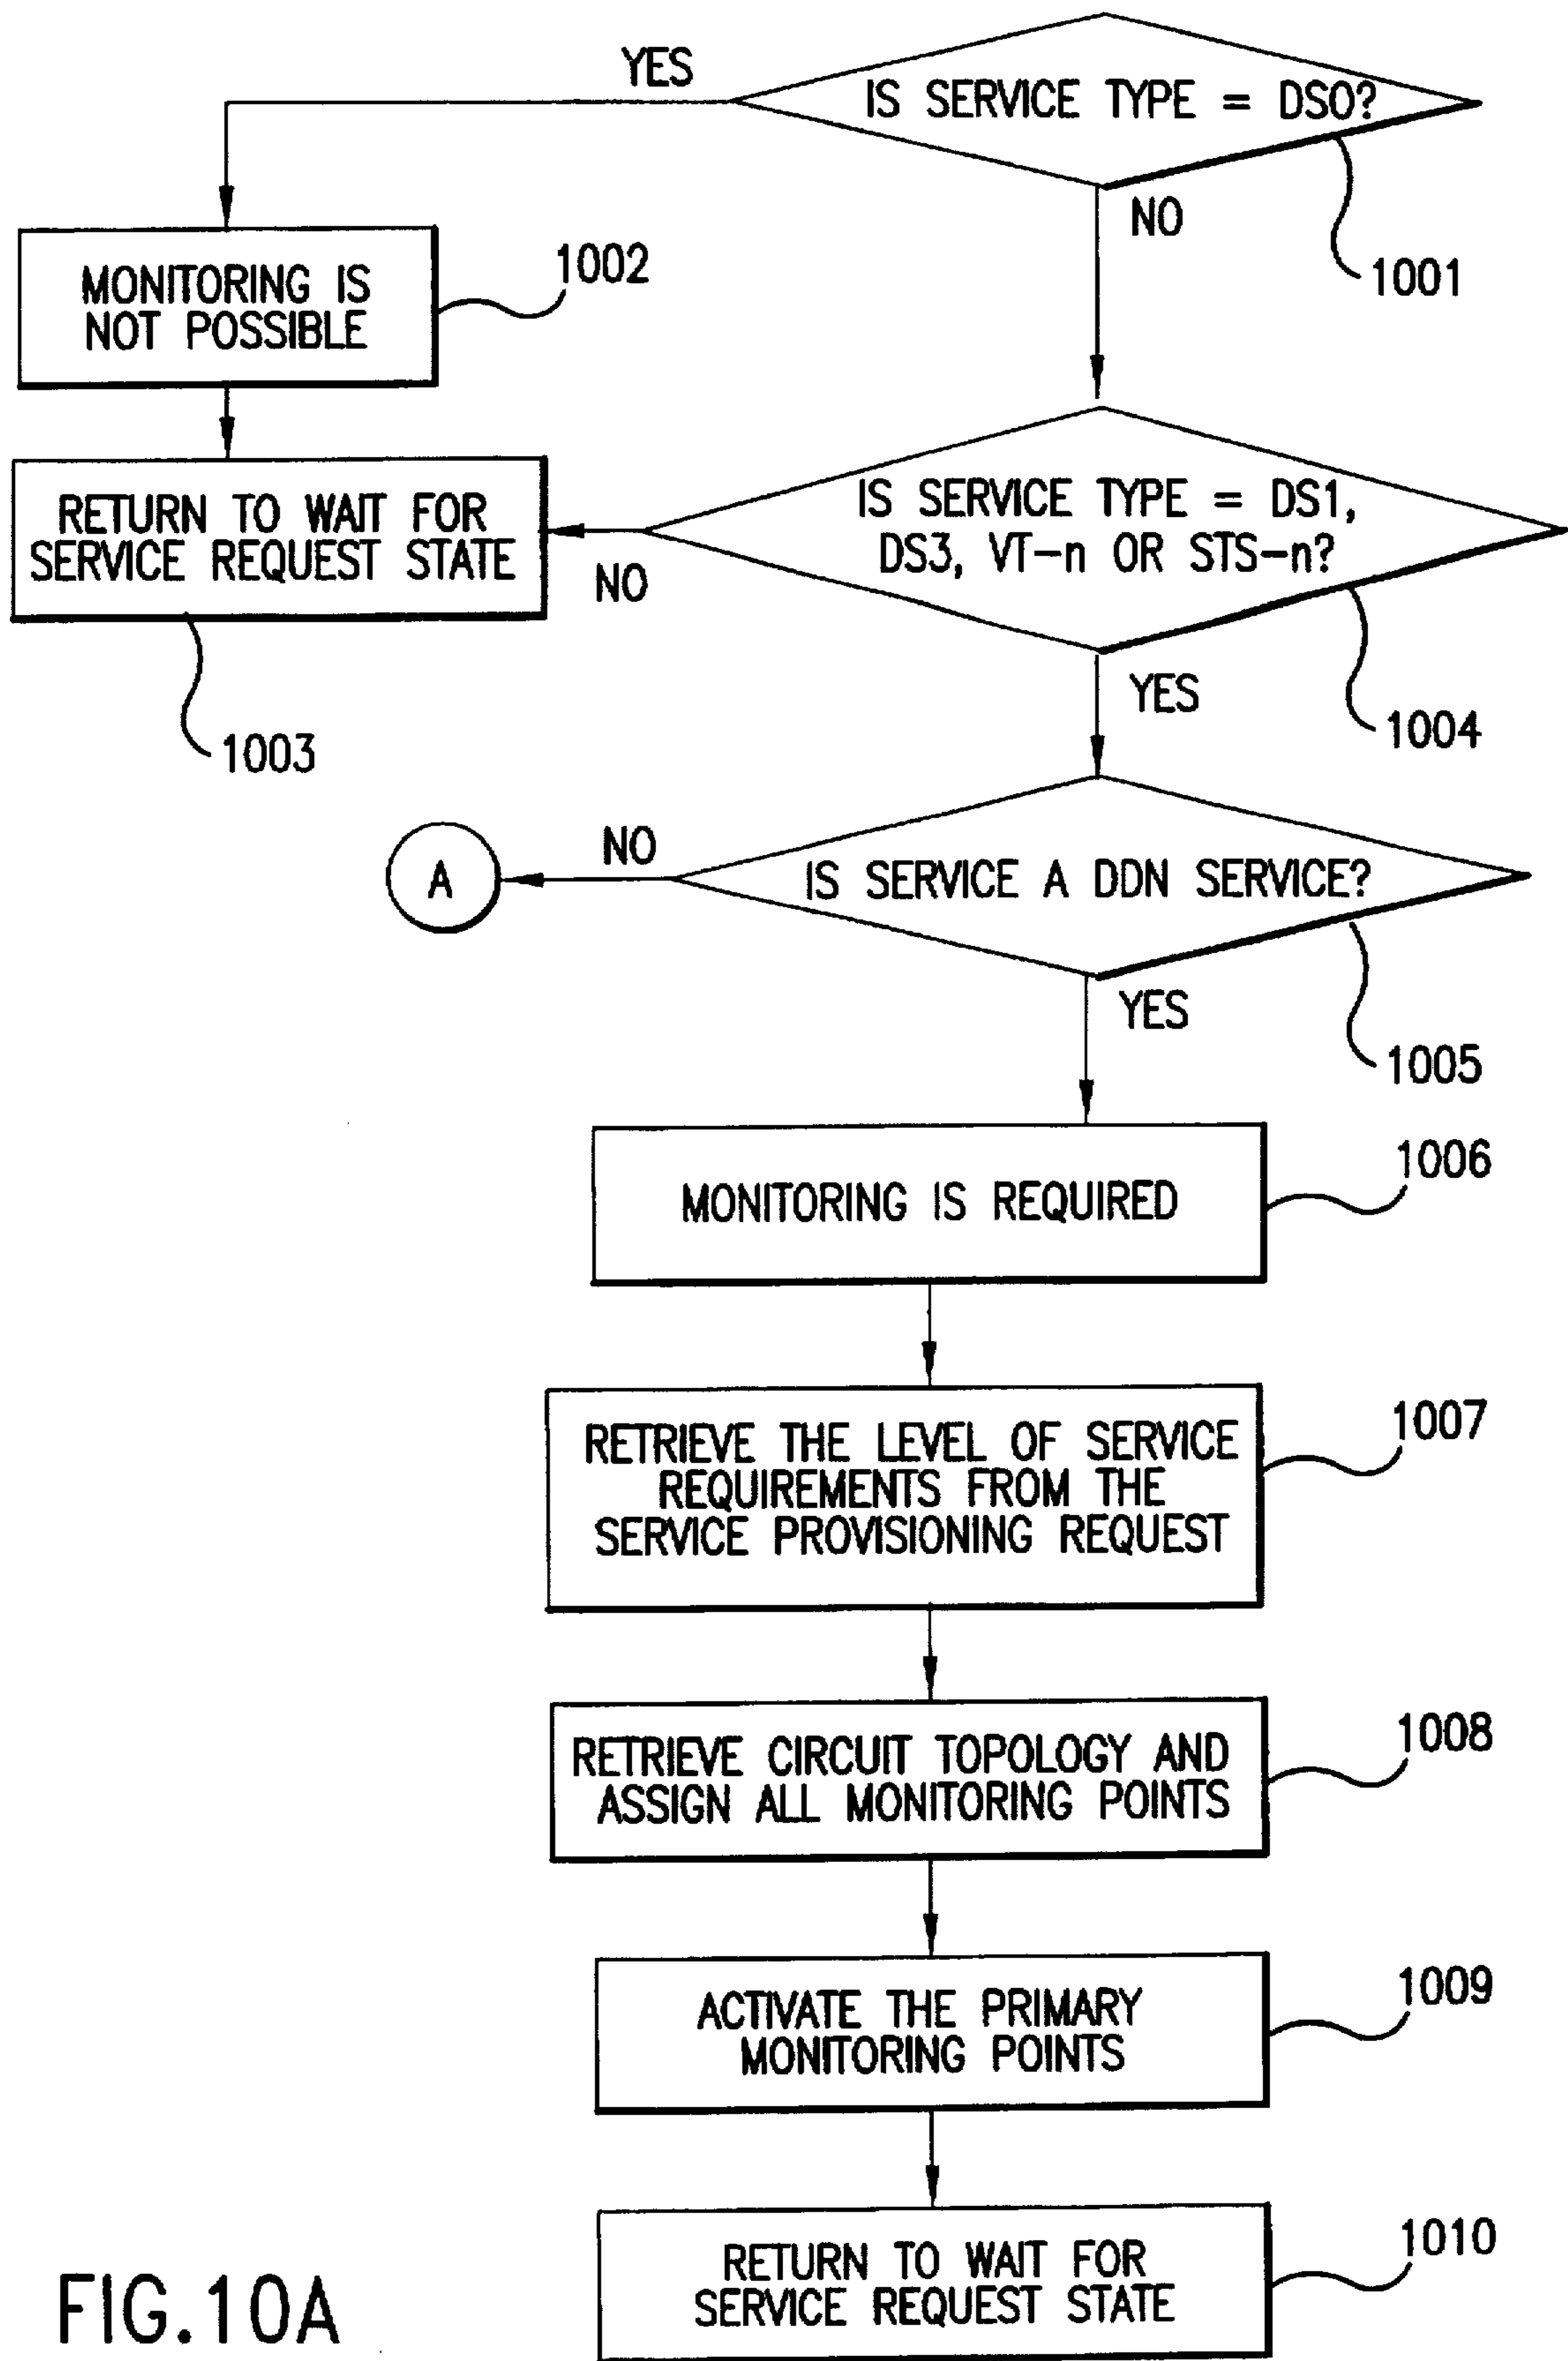 YES
IS SERVICE TYPE = DS0?
NO
1001
MONITORING IS
NOT POSSIBLE
1002
RETURN TO WAIT FOR
SERVICE REQUEST STATE
1003
NO
IS SERVICE TYPE = DS1,
DS3, VT-n OR STS-n?
1004
YES
A
NO
IS SERVICE A DDN SERVICE?
1005
YES
MONITORING IS REQUIRED
1006
RETRIEVE THE LEVEL OF SERVICE
REQUIREMENTS FROM THE
SERVICE PROVISIONING REQUEST
1007
RETRIEVE CIRCUIT TOPOLOGY AND
ASSIGN ALL MONITORING POINTS
1008
ACTIVATE THE PRIMARY
MONITORING POINTS
1009
RETURN TO WAIT FOR
SERVICE REQUEST STATE
1010
FIG.10A